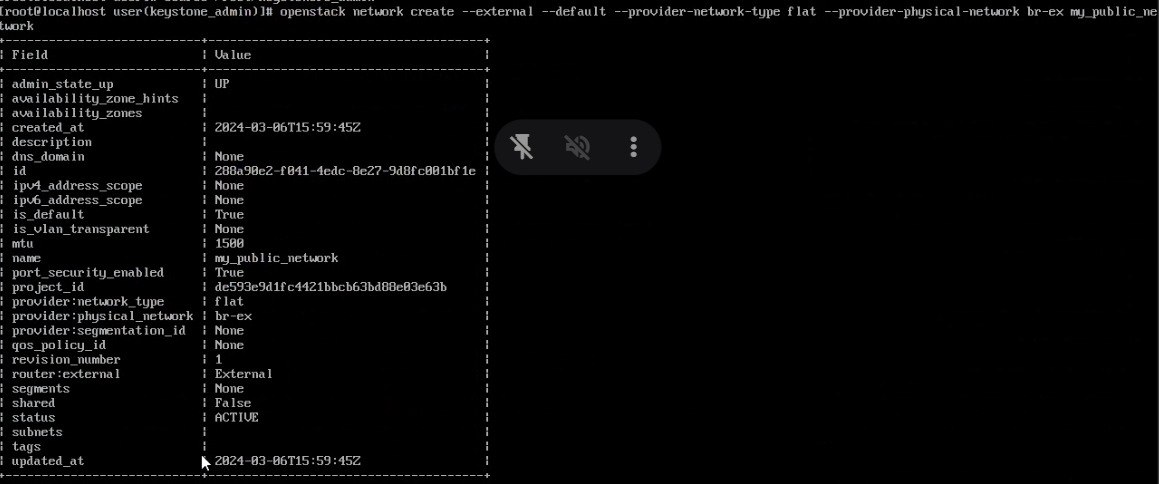 [root@localhost user(keystone_admin)]# openstack network create --external --default --provider-network-type flat --provider-physical-network br-ex my_public_ne
twork
+---------------------------+--------------------------------------+
| Field | Value |
+---------------------------+--------------------------------------+
| admin_state_up | UP |
| availability_zone_hints | |
| availability_zones | |
| created_at | 2024-03-06T15:59:45Z |
| description | |
| dns_domain | None |
| id | 288a90e2-f041-4edc-8e27-9d8fc001bf1e |
| ipv4_address_scope | None |
| ipv6_address_scope | None |
| is_default | True |
| is_vlan_transparent | None |
| mtu | 1500 |
| name | my_public_network |
| port_security_enabled | True |
| project_id | de593e9d1fc4421bbcb63bd88e03e63b |
| provider:network_type | flat |
| provider:physical_network | br-ex |
| provider:segmentation_id | None |
| qos_policy_id | None |
| revision_number | 1 |
| router:external | External |
| segments | None |
| shared | False |
| status | ACTIVE |
| subnets | |
| tags | |
| updated_at | 2024-03-06T15:59:45Z |
+---------------------------+--------------------------------------+